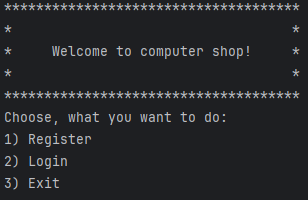 *************************************
*                                   *
*     Welcome to computer shop!     *
*                                   *
*************************************
Choose, what you want to do:
1) Register
2) Login
3) Exit